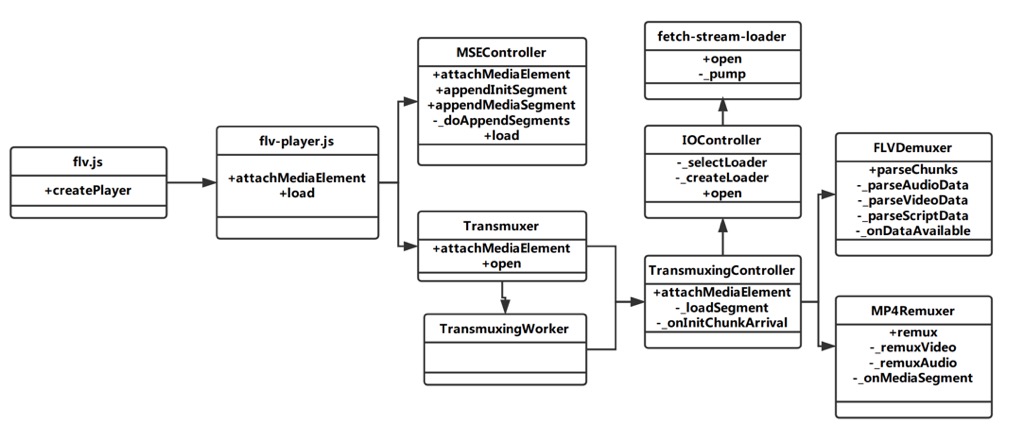 flv.js
+createPlayer
flv-player.js
+attachMediaElement
+load
MSEController
+attachMediaElement
+appendInitSegment
+appendMediaSegment
-_doAppendSegments
+load
Transmuxer
+attachMediaElement
+open
TransmuxingWorker
fetch-stream-loader
+open
-_pump
IOController
-_selectLoader
-_createLoader
+open
TransmuxingController
+attachMediaElement
-_loadSegment
-_onInitChunkArrival
FLVDemuxer
+parseChunks
-_parseAudioData
-_parseVideoData
-_parseScriptData
-_onDataAvailable
MP4Remuxer
+remux
-_remuxVideo
-_remuxAudio
-_onMediaSegment